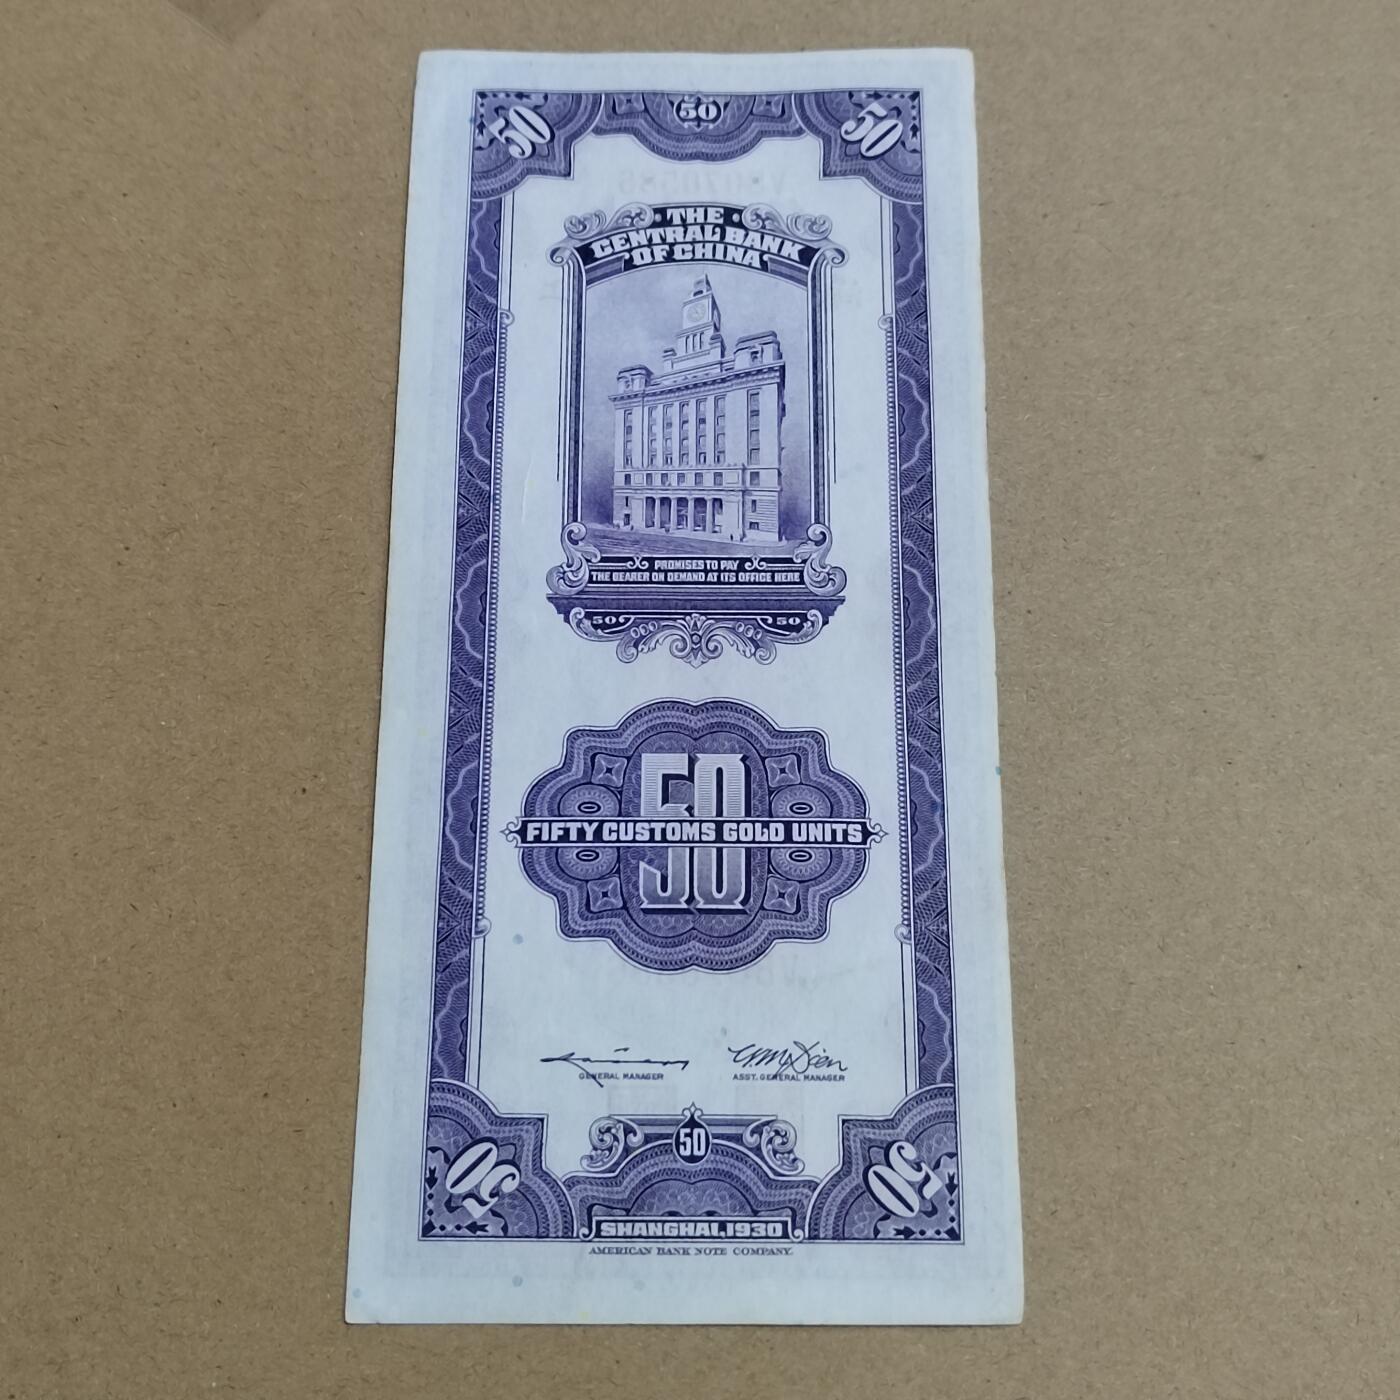 50 50 50
THE
CENTRAL BANK
OF CHINA
PROMISES TO PAY
THE BEARER ON DEMAND AT ITS OFFICE HERE
50 50
50
FIFTY CUSTOMS GOLD UNITS
50
GENERAL MANAGER ASST. GENERAL MANAGER
50
50 50
SHANGHAI, 1930
AMERICAN BANK NOTE COMPANY.